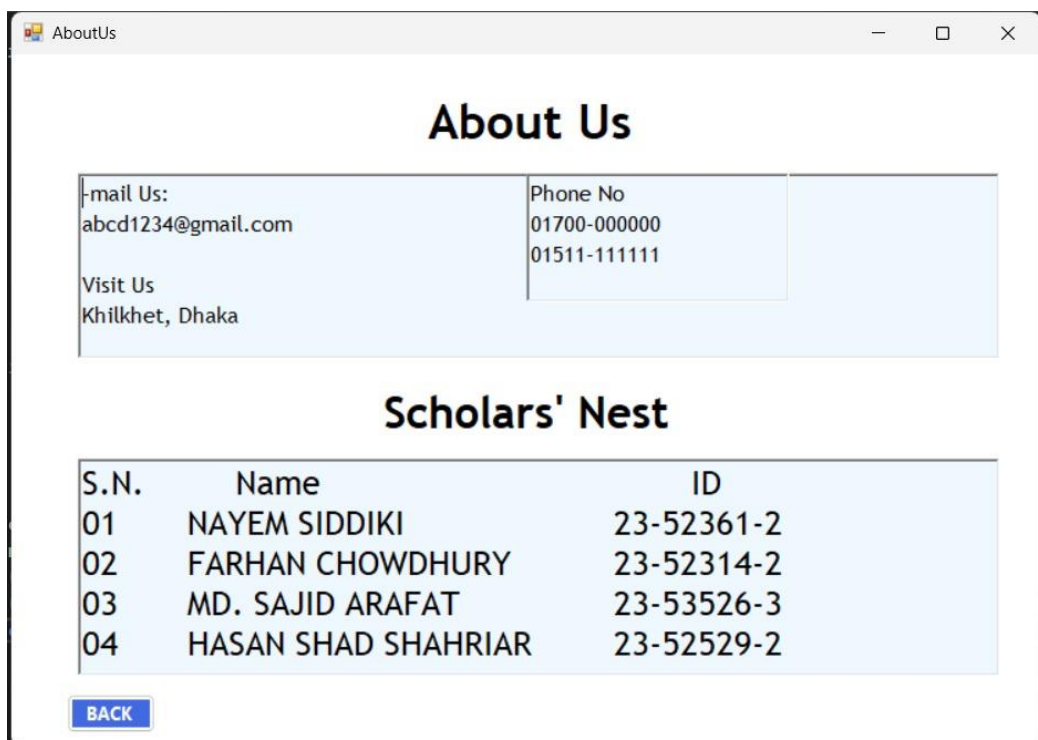 AboutUs
About Us
-mail Us:
abcd1234@gmail.com
Visit Us
Khilkhet, Dhaka
Phone No
01700-000000
01511-111111
Scholars' Nest
S.N. Name ID
01 NAYEM SIDDIKI 23-52361-2
02 FARHAN CHOWDHURY 23-52314-2
03 MD. SAJID ARAFAT 23-53526-3
04 HASAN SHAD SHAHRIAR 23-52529-2
BACK